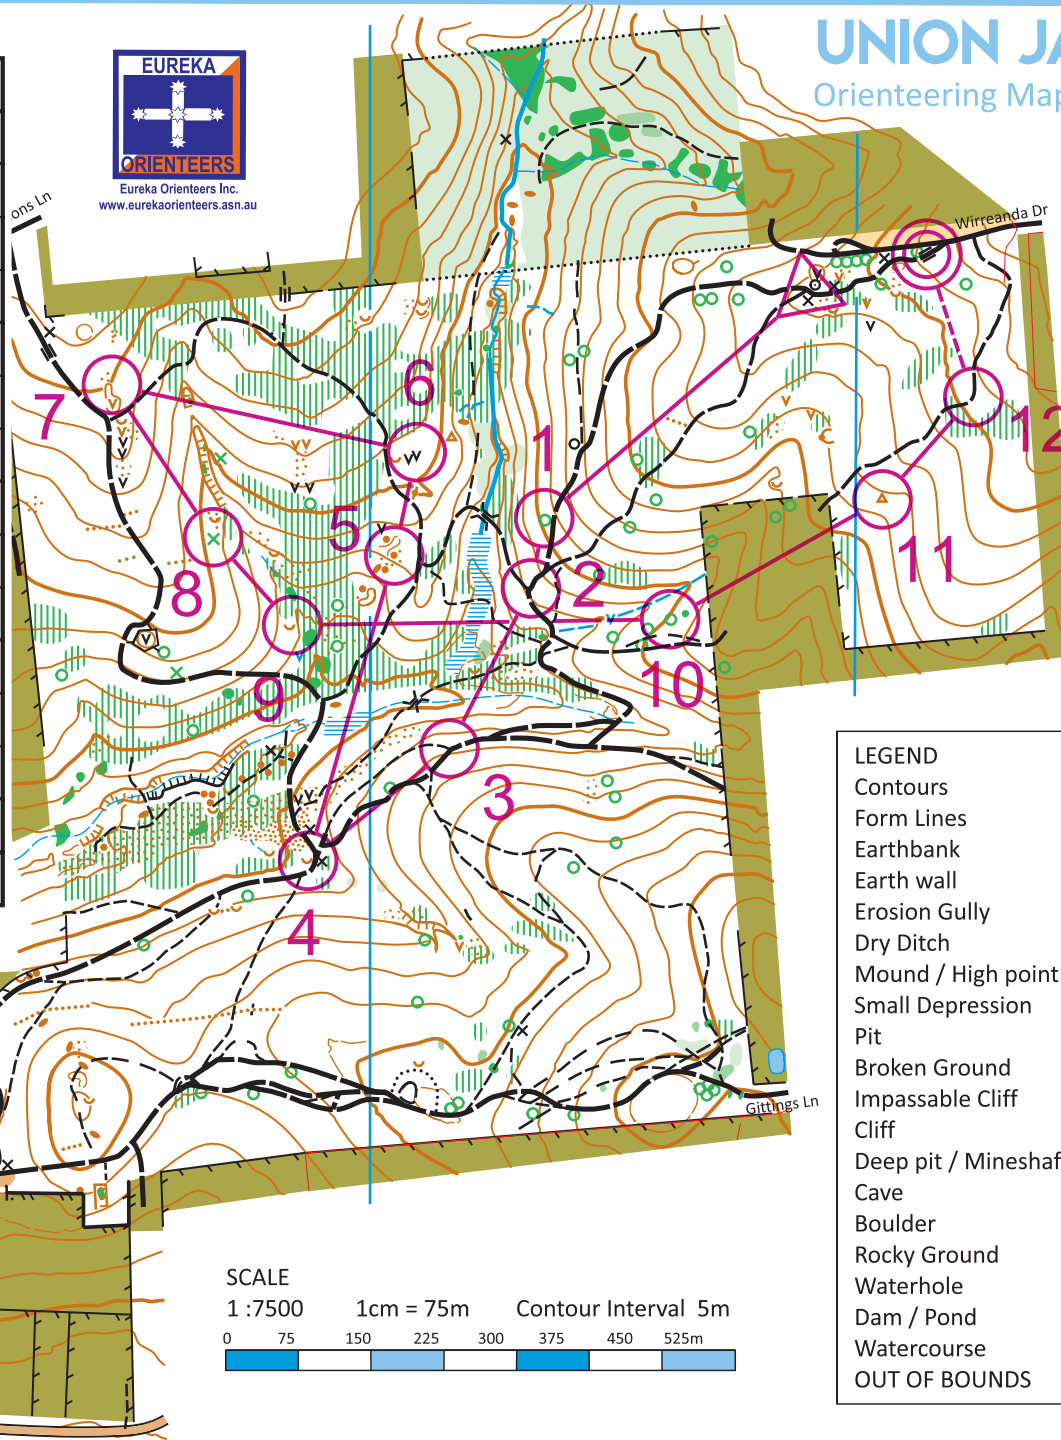 UNION JA
Orienteering Map
EUREKA
ORIENTEERS
Eureka Orienteers Inc.
www.eurekaorienteers.asn.au
ons Ln
Wirreanda Dr
6
7
1
12
5
11
8
2
10
9
3
4
Gittings Ln
LEGEND
Contours
Form Lines
Earthbank
Earth wall
Erosion Gully
Dry Ditch
Mound / High point
Small Depression
Pit
Broken Ground
Impassable Cliff
Cliff
Deep pit / Mineshaf
Cave
Boulder
Rocky Ground
Waterhole
Dam / Pond
Watercourse
OUT OF BOUNDS
SCALE
1 :7500 1cm = 75m Contour Interval 5m
0 75 150 225 300 375 450 525m